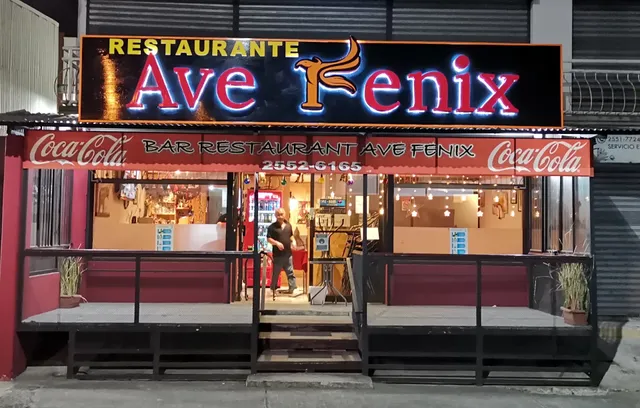 RESTAURANTE
Ave Fenix
Coca-Cola BAR RESTAURANT AVE FENIX Coca-Cola
2552-6165